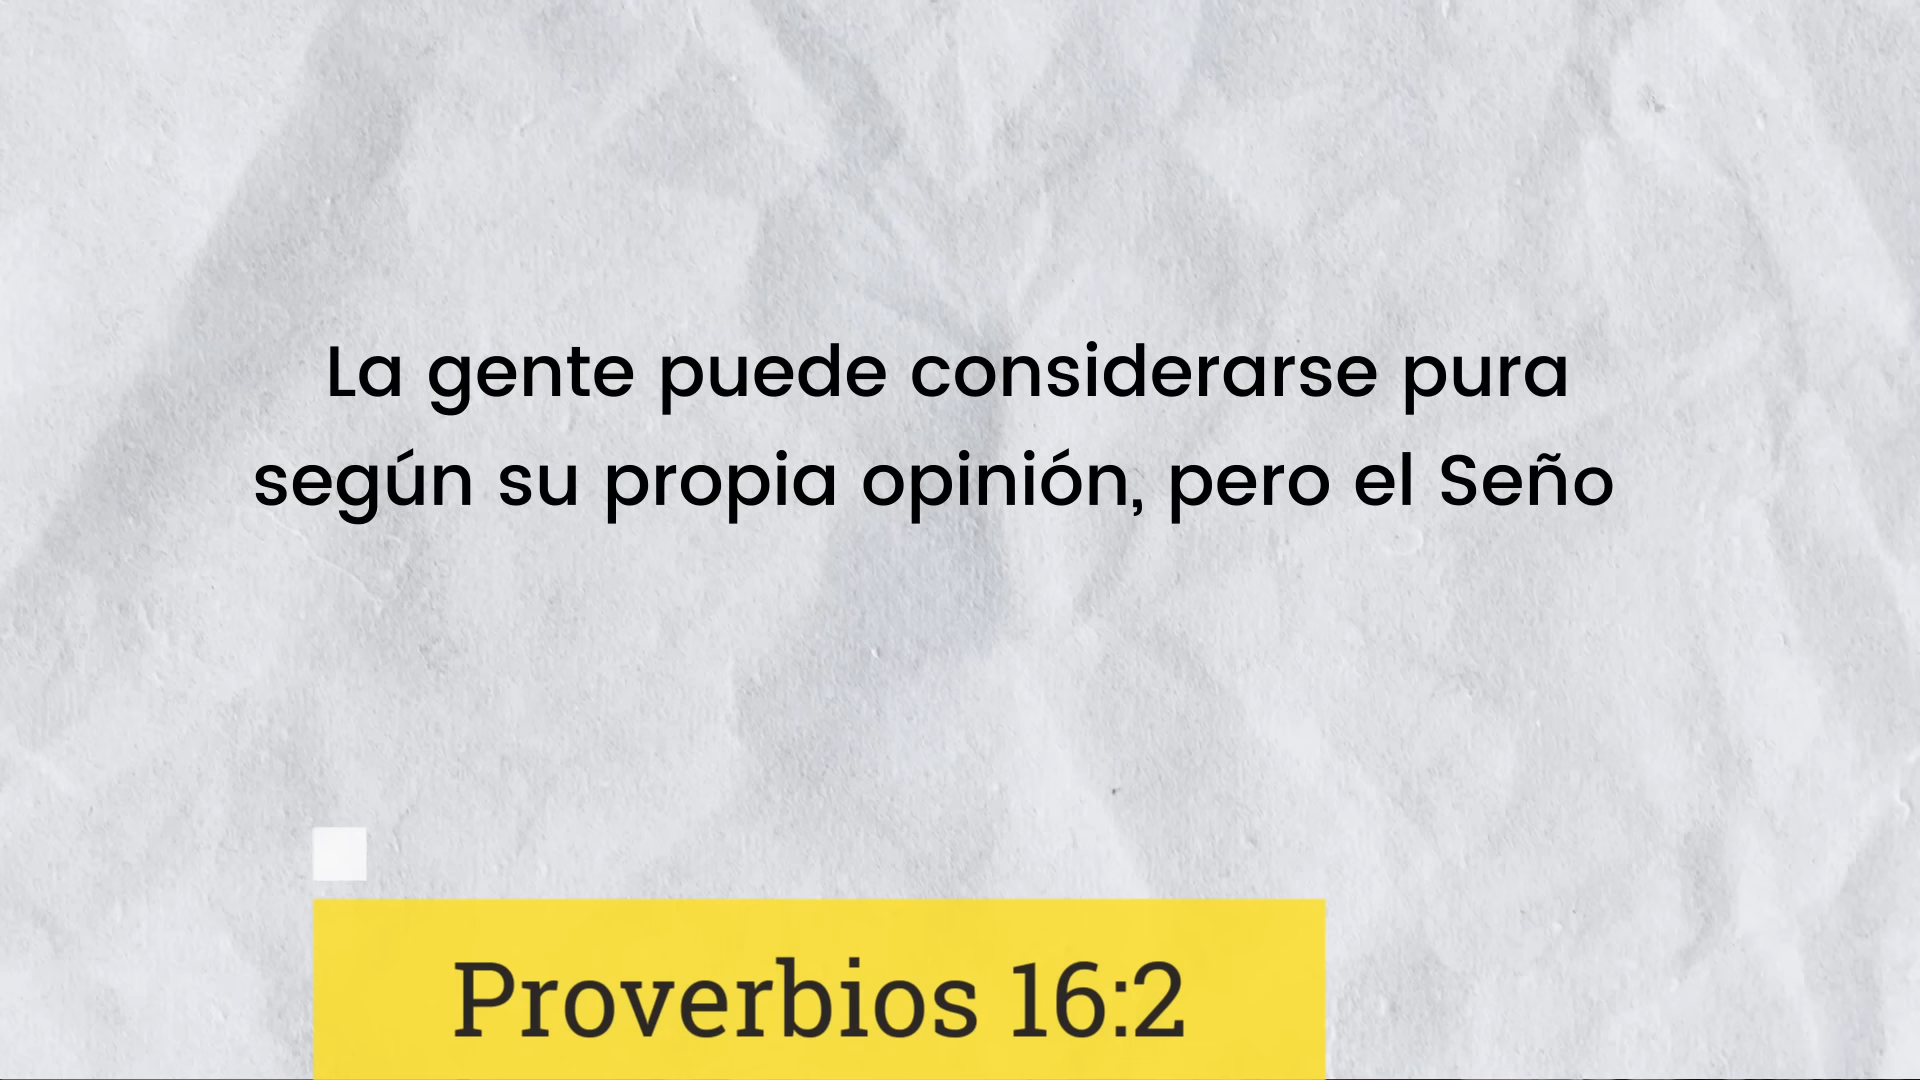 La gente puede considerarse pura
según su propia opinión, pero el Seño
Proverbios 16:2